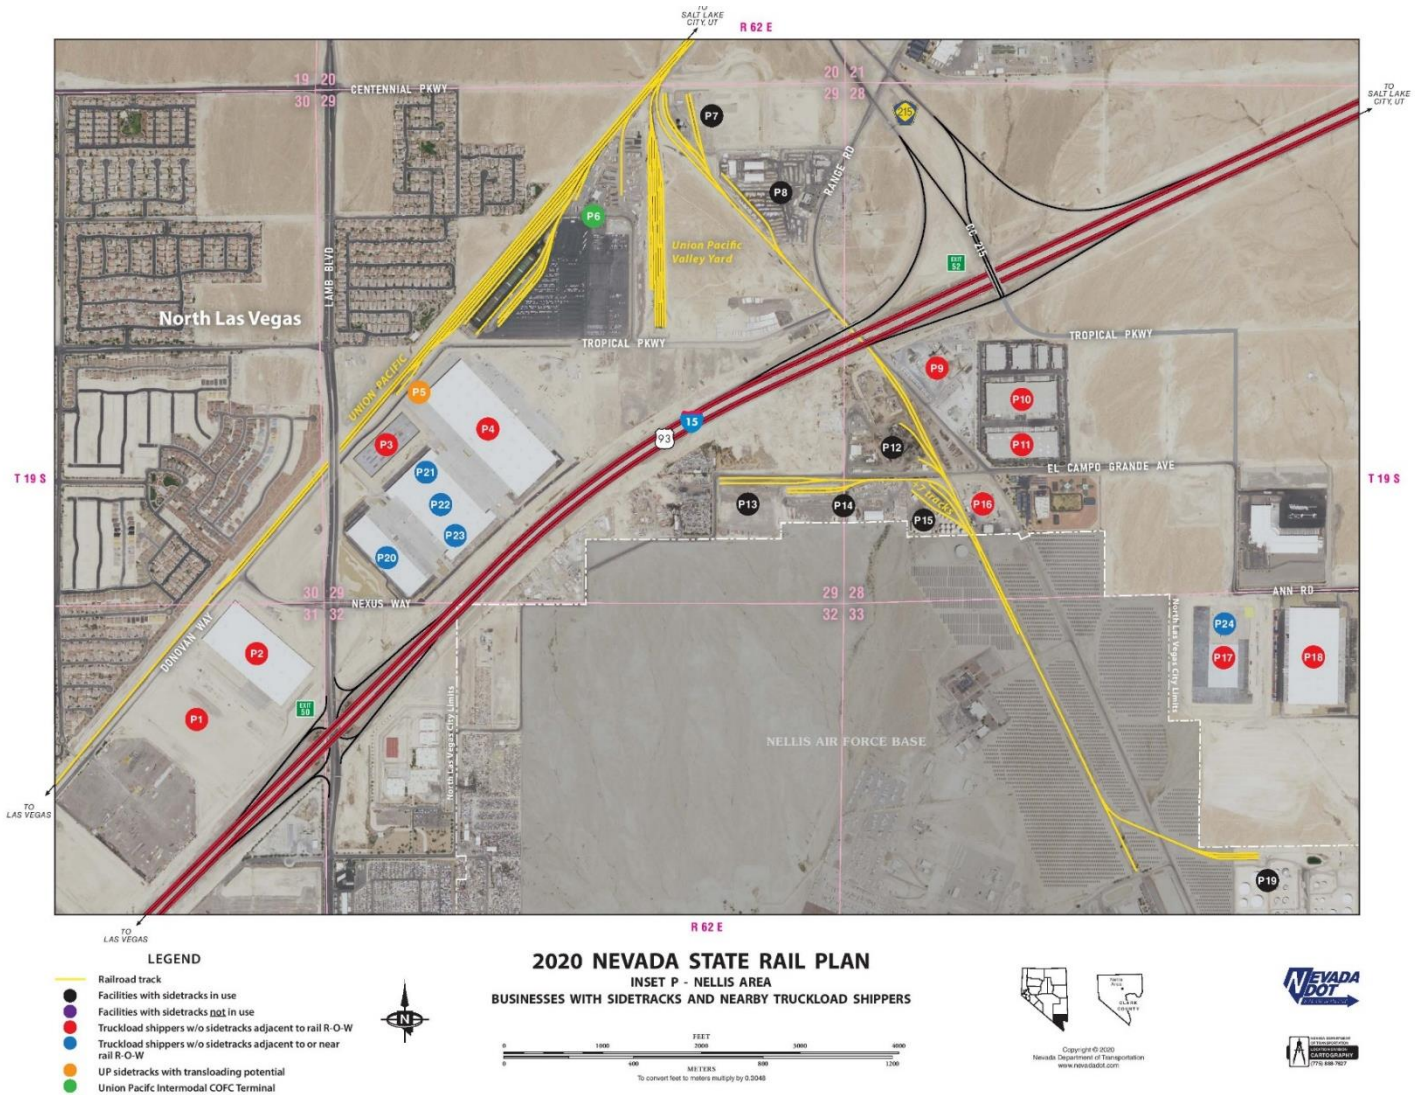 TO
SALT LAKE
CITY, UT
R 62 E
19 20
30 29
CENTENNIAL PKWY
20 21
29 28
TO
SALT LAKE
CITY, UT
P7
215
RANGE RD
P8
P6
Union Pacific
Valley Yard
CC 215
EXIT
52
LAMB BLVD
North Las Vegas
TROPICAL PKWY
TROPICAL PKWY
UNION PACIFIC
P5
P9
P10
P4
15
93
P3
P11
P12
P21
EL CAMPO GRANDE AVE
T 19 S
T 19 S
P22
P13
P14
P15
P16
P23
P20
30 29
31 32
NEXUS WAY
29 28
32 33
ANN RD
DONOVAN WAY
P24
P2
P17
P18
North Las Vegas City Limits
EXIT
50
P1
NELLIS AIR FORCE BASE
North Las Vegas City Limits
TO
LAS VEGAS
P19
TO
LAS VEGAS
R 62 E
LEGEND
Railroad track
Facilities with sidetracks in use
Facilities with sidetracks not in use
Truckload shippers w/o sidetracks adjacent to rail R-O-W
Truckload shippers w/o sidetracks adjacent to or near
rail R-O-W
UP sidetracks with transloading potential
Union Pacifc Intermodal COFC Terminal
N
2020 NEVADA STATE RAIL PLAN
INSET P - NELLIS AREA
BUSINESSES WITH SIDETRACKS AND NEARBY TRUCKLOAD SHIPPERS
FEET
0 1000 2000 3000 4000
0 600 800 1200
METERS
To convert feet to meters multiply by 0.3048
Nellis
Area
CLARK
COUNTY
Copyright © 2020
Nevada Department of Transportation
www.nevadadot.com
NEVADA
DOT
NEVADA DEPARTMENT
OF TRANSPORTATION
LOCATION DIVISION
CARTOGRAPHY